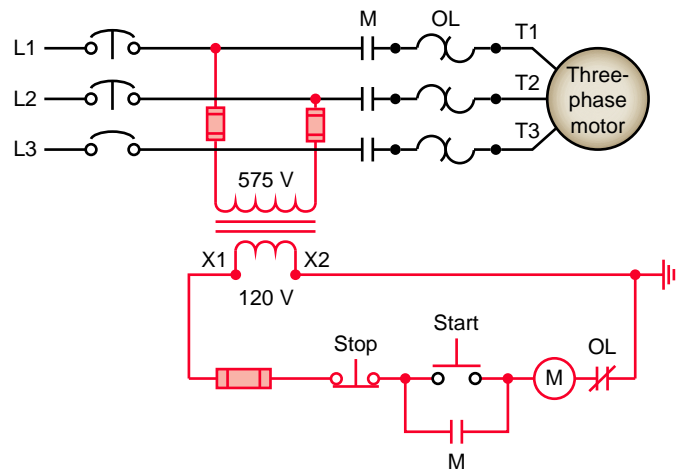 M
OL
L1
T1
L2
T2
L3
T3
Three-
phase
motor
575 V
X1
X2
120 V
Stop
Start
M
OL
M